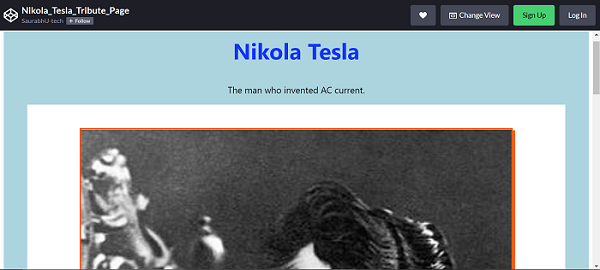 Nikola_Tesla_Tribute_Page
SaurabhU-tech + Follow
Change View
Sign Up
Log In
Nikola Tesla
The man who invented AC current.